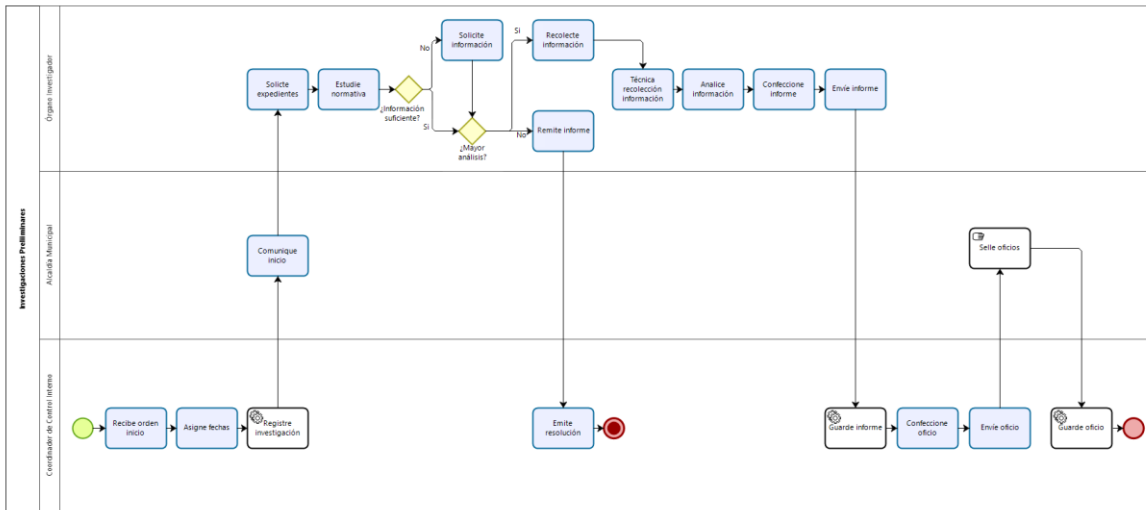 Investigaciones Preliminares
Órgano Investigador
Solicite
expedientes
Estudie
normativa
¿Información
suficiente?
No
Si
Solicite
información
¿Mayor
análisis?
Si
No
Recolecte
información
Remite informe
Técnica
recolección
información
Analice
información
Confeccione
informe
Envíe informe
Alcaldía Municipal
Comunique
inicio
Selle oficios
Coordinador de Control Interno
Recibe orden
inicio
Asigne fechas
Registre
investigación
Emite
resolución
Guarde informe
Confeccione
oficio
Envíe oficio
Guarde oficio